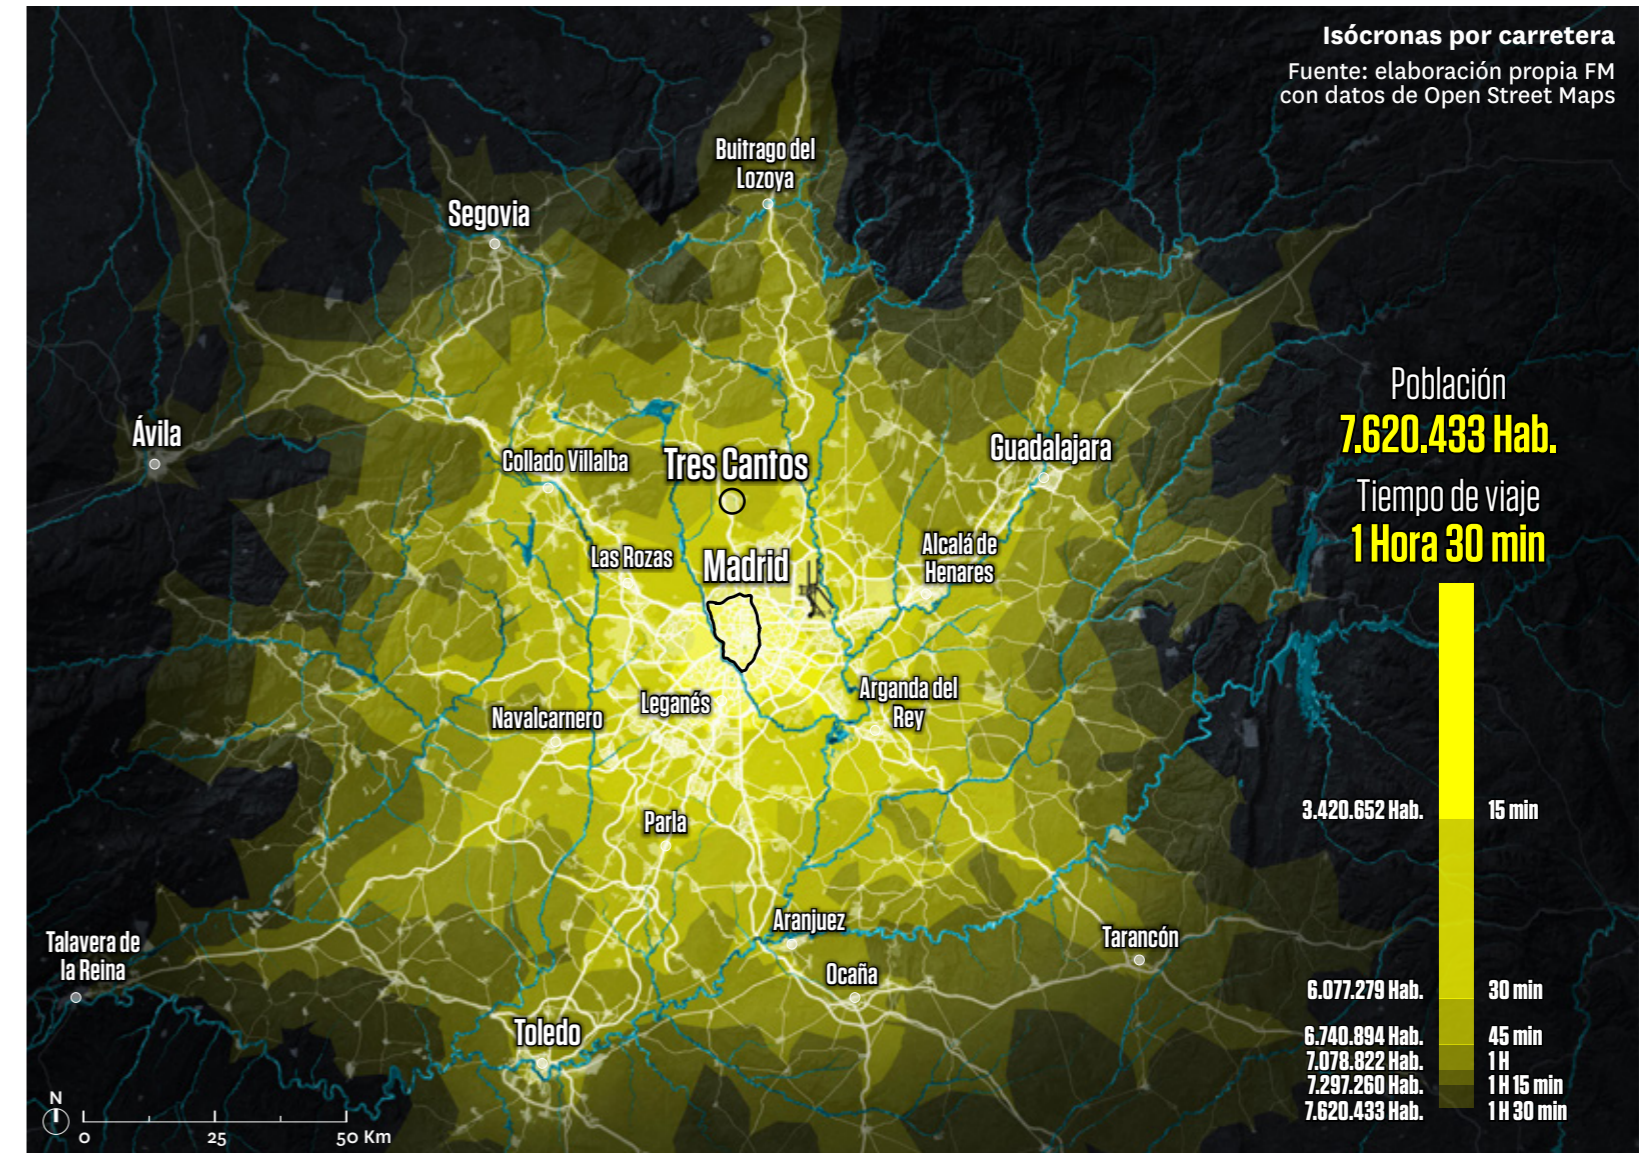 Isócronas por carretera
Fuente: elaboración propia FM
con datos de Open Street Maps
Buitrago del
Lozoya
Segovia
Ávila
Collado Villalba
Tres Cantos
Guadalajara
Las Rozas
Madrid
Alcalá de
Henares
Leganés
Navalcarnero
Arganda del
Rey
Parla
Aranjuez
Ocaña
Tarancón
Talavera de
la Reina
Toledo
Población
7.620.433 Hab.
Tiempo de viaje
1 Hora 30 min
3.420.652 Hab. 15 min
6.077.279 Hab. 30 min
6.740.894 Hab. 45 min
7.078.822 Hab. 1 H
7.297.260 Hab. 1 H 15 min
7.620.433 Hab. 1 H 30 min
N
0 25 50 Km